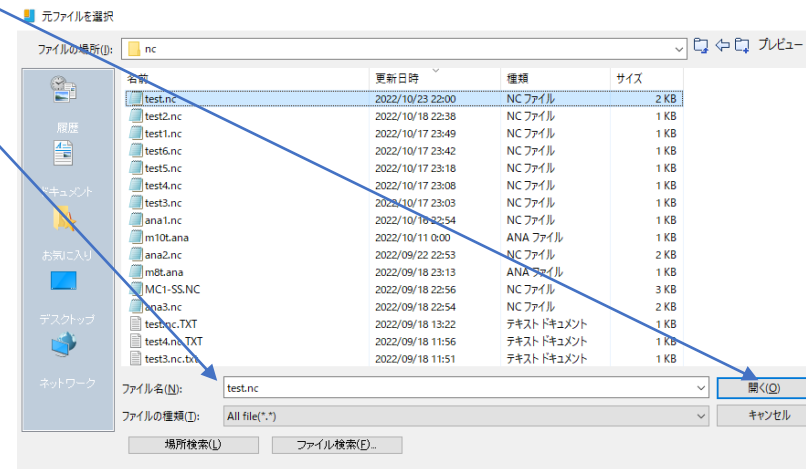 元ファイルを選択
ファイルの場所(I): nc プレビュー
名前 更新日時 種類 サイズ
test.nc 2022/10/23 22:00 NC ファイル 2 KB
test2.nc 2022/10/18 22:38 NC ファイル 1 KB
test1.nc 2022/10/17 23:49 NC ファイル 1 KB
test6.nc 2022/10/17 23:42 NC ファイル 1 KB
test5.nc 2022/10/17 23:18 NC ファイル 1 KB
test4.nc 2022/10/17 23:08 NC ファイル 1 KB
test3.nc 2022/10/17 23:03 NC ファイル 1 KB
ana1.nc 2022/10/16 22:54 NC ファイル 1 KB
m10t.ana 2022/10/11 0:00 ANA ファイル 1 KB
ana2.nc 2022/09/22 22:53 NC ファイル 2 KB
m8t.ana 2022/09/18 23:13 ANA ファイル 1 KB
MC1-SS.NC 2022/09/18 22:56 NC ファイル 3 KB
ana3.nc 2022/09/18 22:54 NC ファイル 2 KB
test.nc.TXT 2022/09/18 13:22 テキスト ドキュメント 1 KB
test4.nc.TXT 2022/09/18 11:56 テキスト ドキュメント 1 KB
test3.nc.txt 2022/09/18 11:51 テキスト ドキュメント 1 KB
履歴
ドキュメント
お気に入り
デスクトップ
ネットワーク
ファイル名(N): test.nc 開く(O)
ファイルの種類(T): All file(*.*) キャンセル
場所検索(L) ファイル検索(F)...